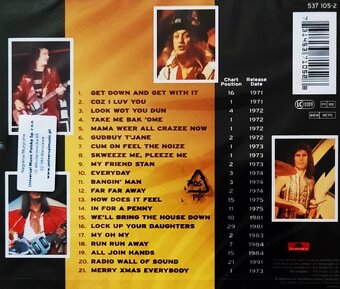 537 105-2
Chart Position Release Date
1. GET DOWN AND GET WITH IT 16 1971
2. COZ I LUV YOU 1 1971
3. LOOK WOT YOU DUN 4 1972
4. TAKE ME BAK 'OME 1 1972
5. MAMA WEER ALL CRAZEE NOW 1 1972
6. GUDBUY T'JANE 2 1972
7. CUM ON FEEL THE NOIZE 1 1973
8. SKWEEZE ME, PLEEZE ME 1 1973
9. MY FRIEND STAN 2 1973
10. EVERYDAY 3 1974
11. BANGIN' MAN 3 1974
12. FAR FAR AWAY 2 1974
13. HOW DOES IT FEEL 15 1975
14. IN FOR A PENNY 11 1975
15. WE'LL BRING THE HOUSE DOWN 10 1981
16. LOCK UP YOUR DAUGHTERS 29 1981
17. MY OH MY 2 1983
18. RUN RUN AWAY 7 1984
19. ALL JOIN HANDS 15 1984
20. RADIO WALL OF SOUND 21 1991
21. MERRY XMAS EVERYBODY 1 1973
PP
Universal Music Polska Sp. z o.o.
LC 0309